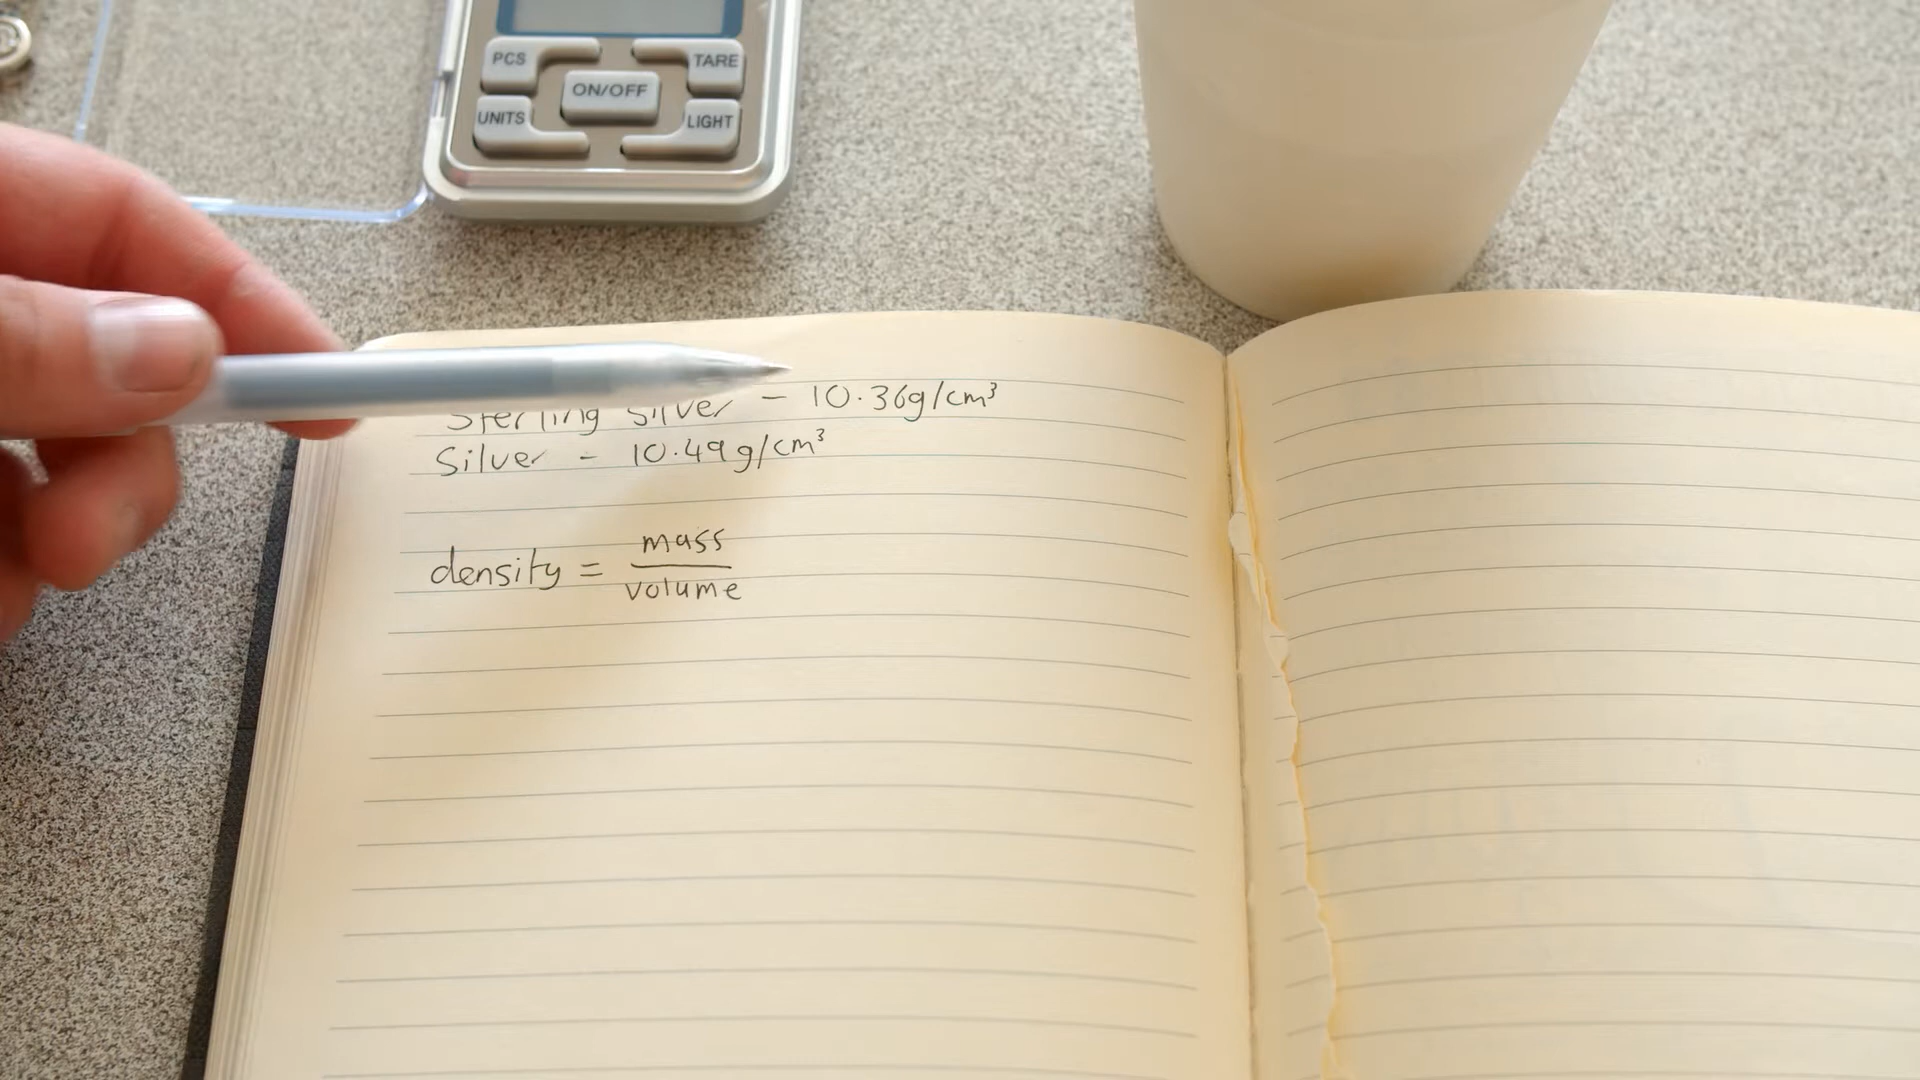 PCS
TARE
ON/OFF
UNITS
LIGHT
Sterling Silver - 10.36g/cm³
Silver - 10.49g/cm³
density = mass
volume